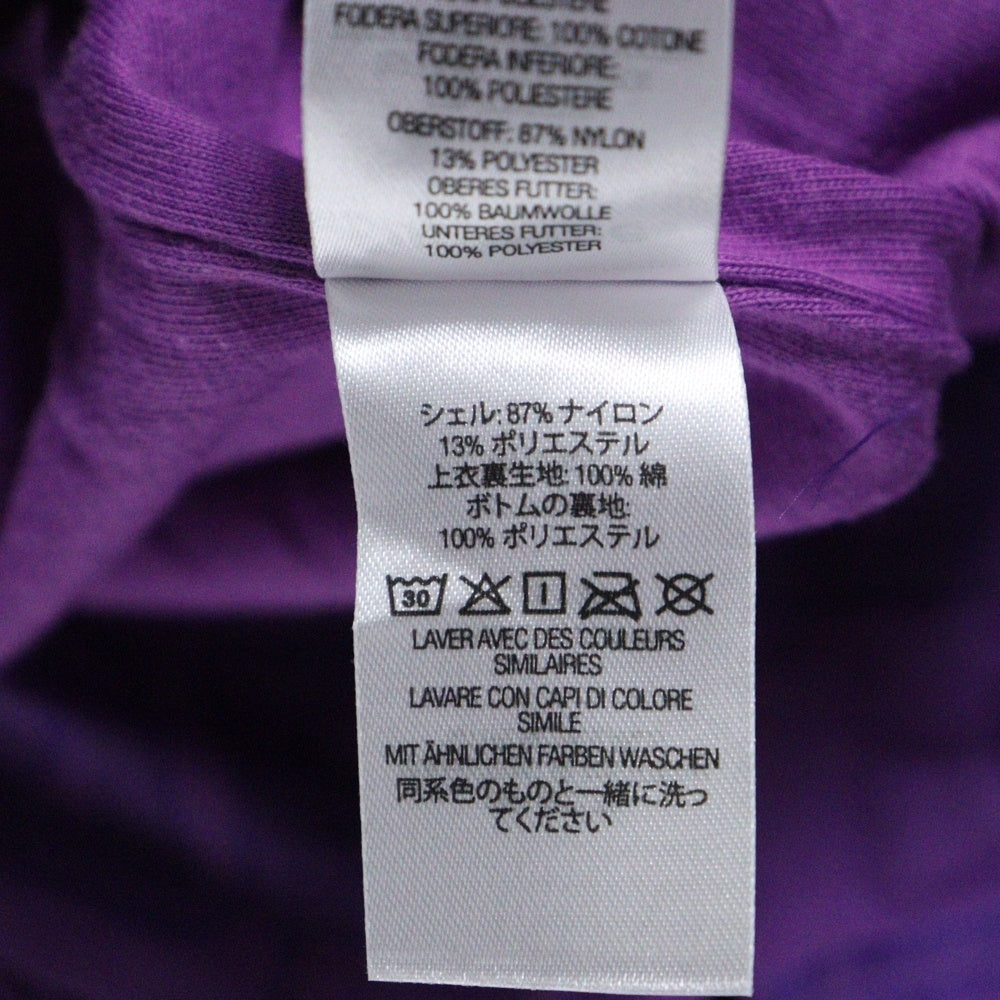 FODERA SUPERIORE: 100% COTONE
FODERA INFERIORE:
100% POLIESTERE
OBERSTOFF: 87% NYLON
13% POLYESTER
OBERES FUTTER:
100% BAUMWOLLE
UNTERES FUTTER:
100% POLYESTER
シェル: 87% ナイロン
13% ポリエステル
上衣裏生地: 100% 綿
ボトムの裏地:
100% ポリエステル
30
LAVER AVEC DES COULEURS
SIMILAIRES
LAVARE CON CAPI DI COLORE
SIMILE
MIT ÄHNLICHEN FARBEN WASCHEN
同系色のものと一緒に洗っ
てください